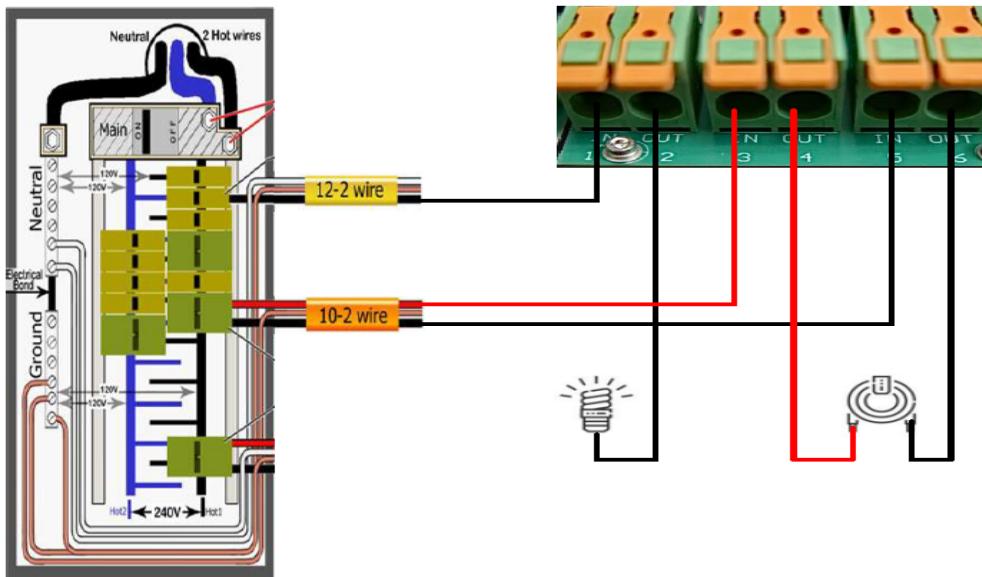 Neutral
2 Hot wires
Main
ON
OFF
120V
120V
Neutral
Electrical
Bond
Ground
120V
120V
Hot2
240V
Hot1
12-2 wire
10-2 wire
IN OUT IN OUT IN OUT
1 2 3 4 5 6